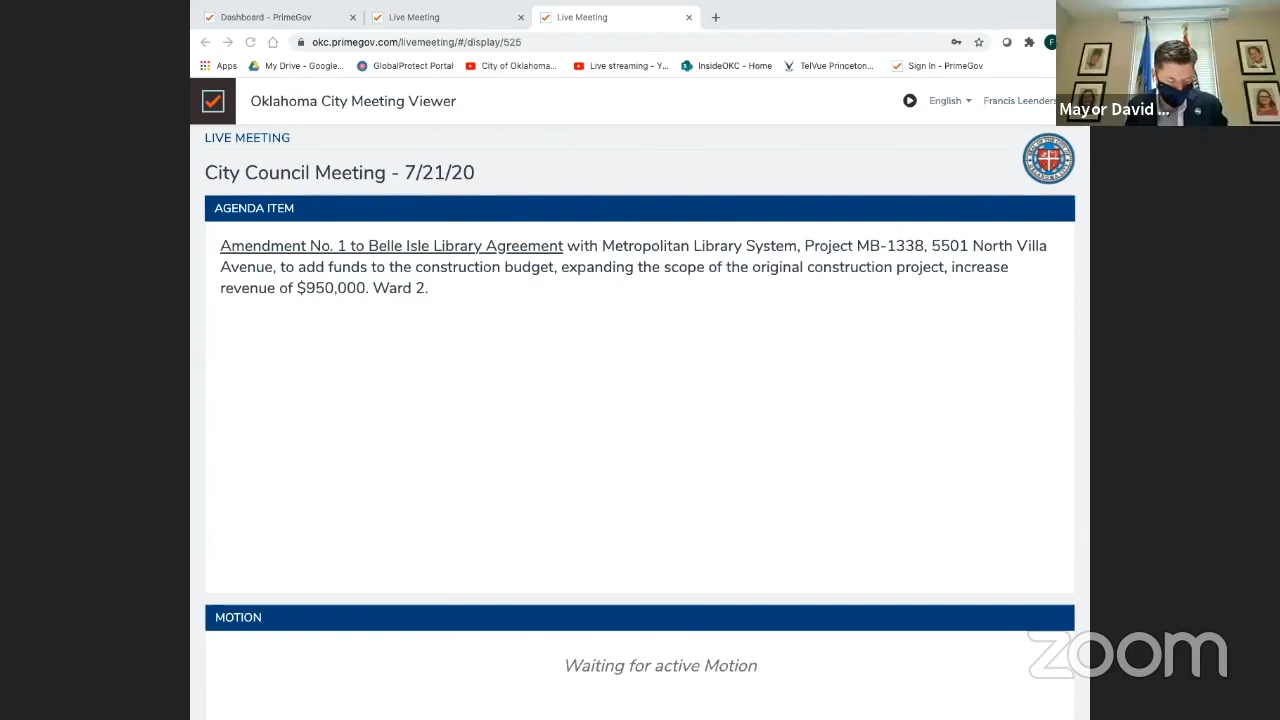 Dashboard - PrimeGov
Live Meeting
Live Meeting
okc.primegov.com/livemeeting/#/display/525
Apps
My Drive - Google...
GlobalProtect Portal
City of Oklahoma...
Live streaming - Y...
InsideOKC - Home
TelVue Princeton...
Sign In - PrimeGov
Oklahoma City Meeting Viewer
English
Francis Leenders
Mayor David ...
LIVE MEETING
City Council Meeting - 7/21/20
AGENDA ITEM
Amendment No. 1 to Belle Isle Library Agreement with Metropolitan Library System, Project MB-1338, 5501 North Villa
Avenue, to add funds to the construction budget, expanding the scope of the original construction project, increase
revenue of $950,000. Ward 2.
MOTION
Waiting for active Motion
zoom